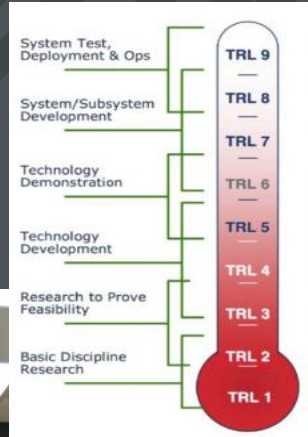 System Test,
Deployment & Ops
System/Subsystem
Development
Technology
Demonstration
Technology
Development
Research to Prove
Feasibility
Basic Discipline
Research
TRL 9
TRL 8
TRL 7
TRL 6
TRL 5
TRL 4
TRL 3
TRL 2
TRL 1